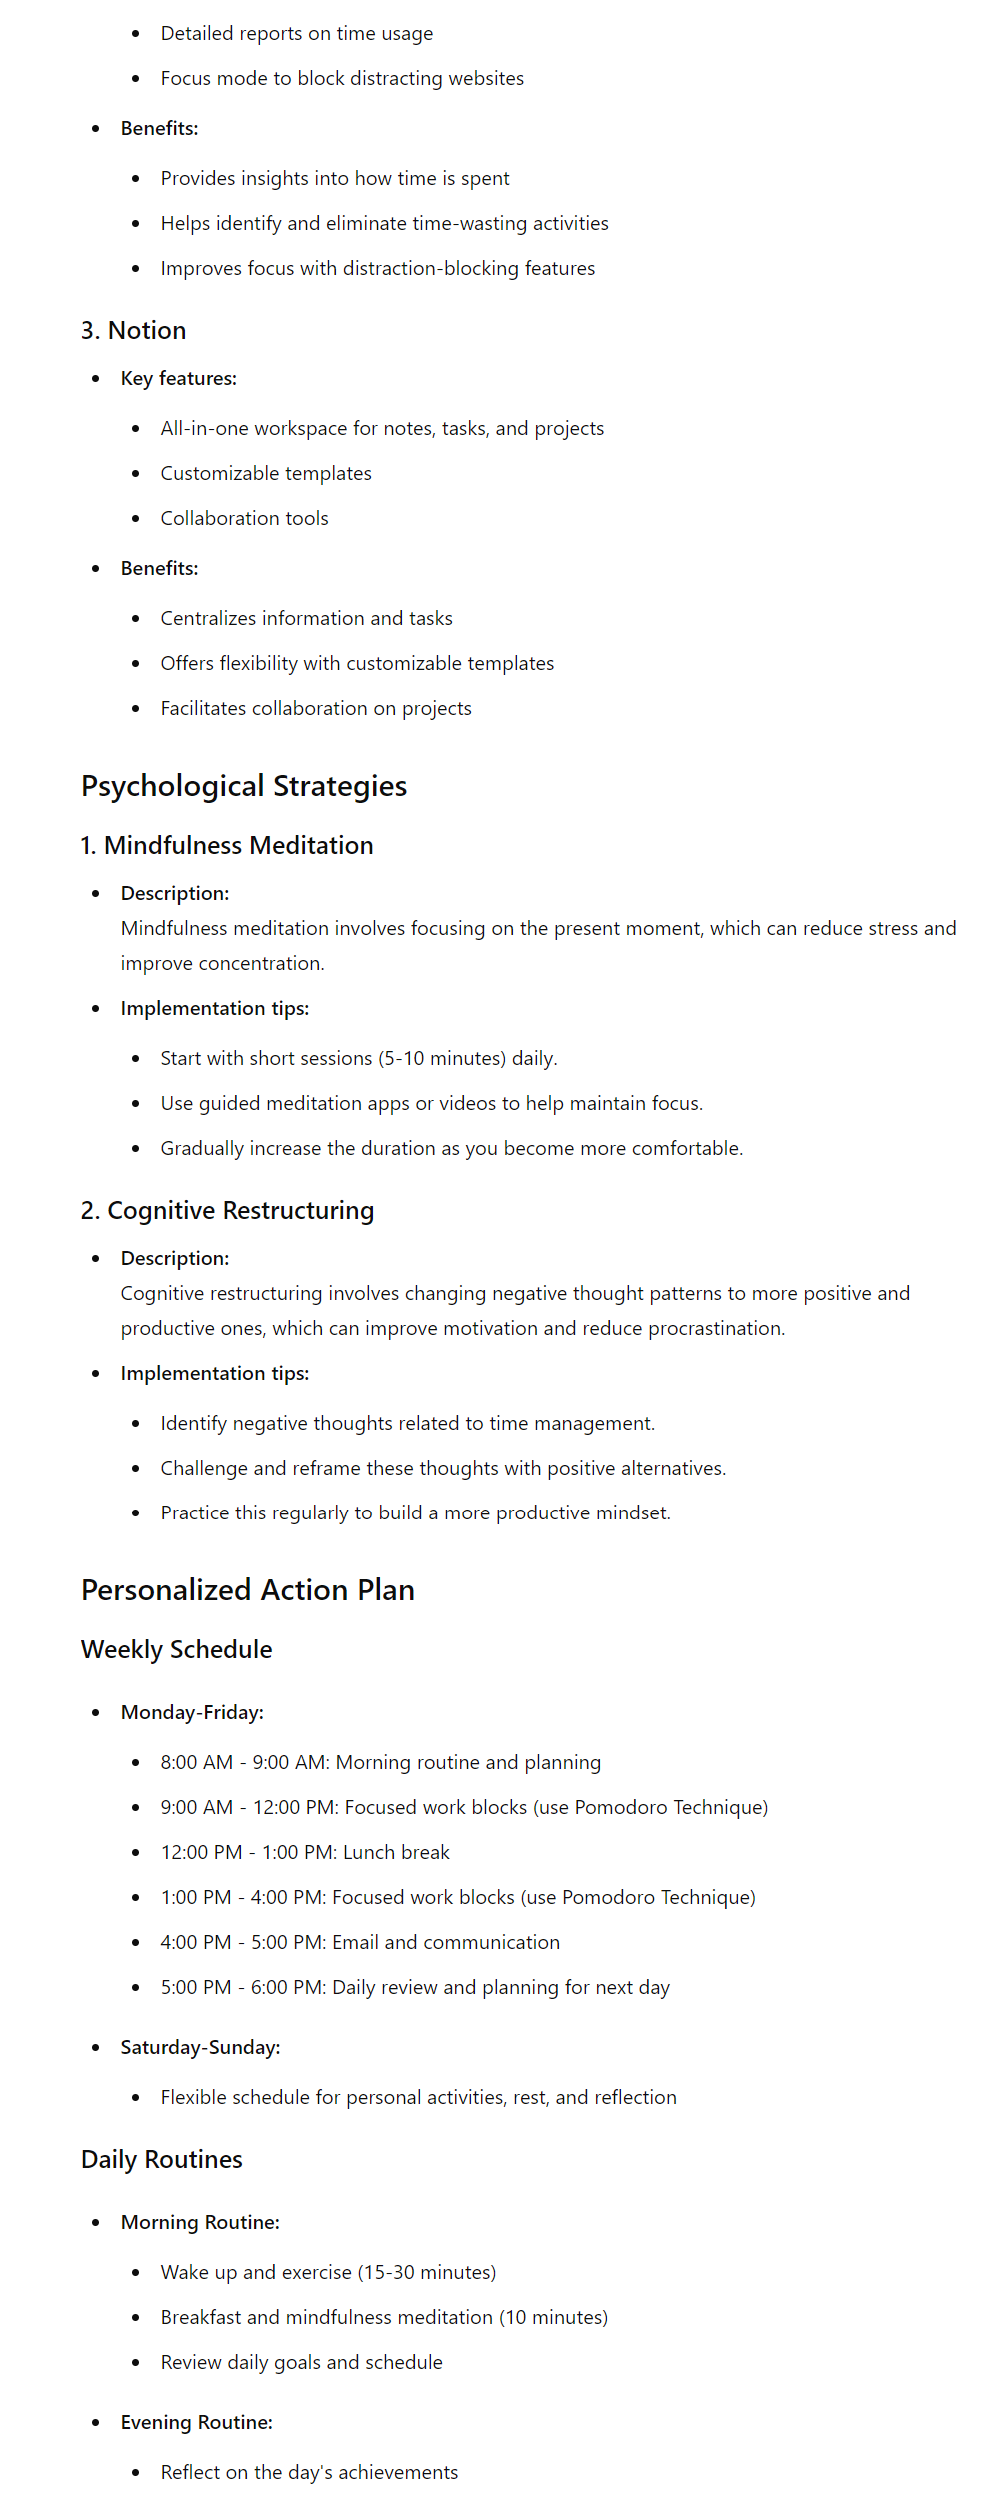 Detailed reports on time usage
Focus mode to block distracting websites
Benefits:
Provides insights into how time is spent
Helps identify and eliminate time-wasting activities
Improves focus with distraction-blocking features
3. Notion
Key features:
All-in-one workspace for notes, tasks, and projects
Customizable templates
Collaboration tools
Benefits:
Centralizes information and tasks
Offers flexibility with customizable templates
Facilitates collaboration on projects
Psychological Strategies
1. Mindfulness Meditation
Description:
Mindfulness meditation involves focusing on the present moment, which can reduce stress and
improve concentration.
Implementation tips:
Start with short sessions (5-10 minutes) daily.
Use guided meditation apps or videos to help maintain focus.
Gradually increase the duration as you become more comfortable.
2. Cognitive Restructuring
Description:
Cognitive restructuring involves changing negative thought patterns to more positive and
productive ones, which can improve motivation and reduce procrastination.
Implementation tips:
Identify negative thoughts related to time management.
Challenge and reframe these thoughts with positive alternatives.
Practice this regularly to build a more productive mindset.
Personalized Action Plan
Weekly Schedule
Monday-Friday:
8:00 AM - 9:00 AM: Morning routine and planning
9:00 AM - 12:00 PM: Focused work blocks (use Pomodoro Technique)
12:00 PM - 1:00 PM: Lunch break
1:00 PM - 4:00 PM: Focused work blocks (use Pomodoro Technique)
4:00 PM - 5:00 PM: Email and communication
5:00 PM - 6:00 PM: Daily review and planning for next day
Saturday-Sunday:
Flexible schedule for personal activities, rest, and reflection
Daily Routines
Morning Routine:
Wake up and exercise (15-30 minutes)
Breakfast and mindfulness meditation (10 minutes)
Review daily goals and schedule
Evening Routine:
Reflect on the day's achievements